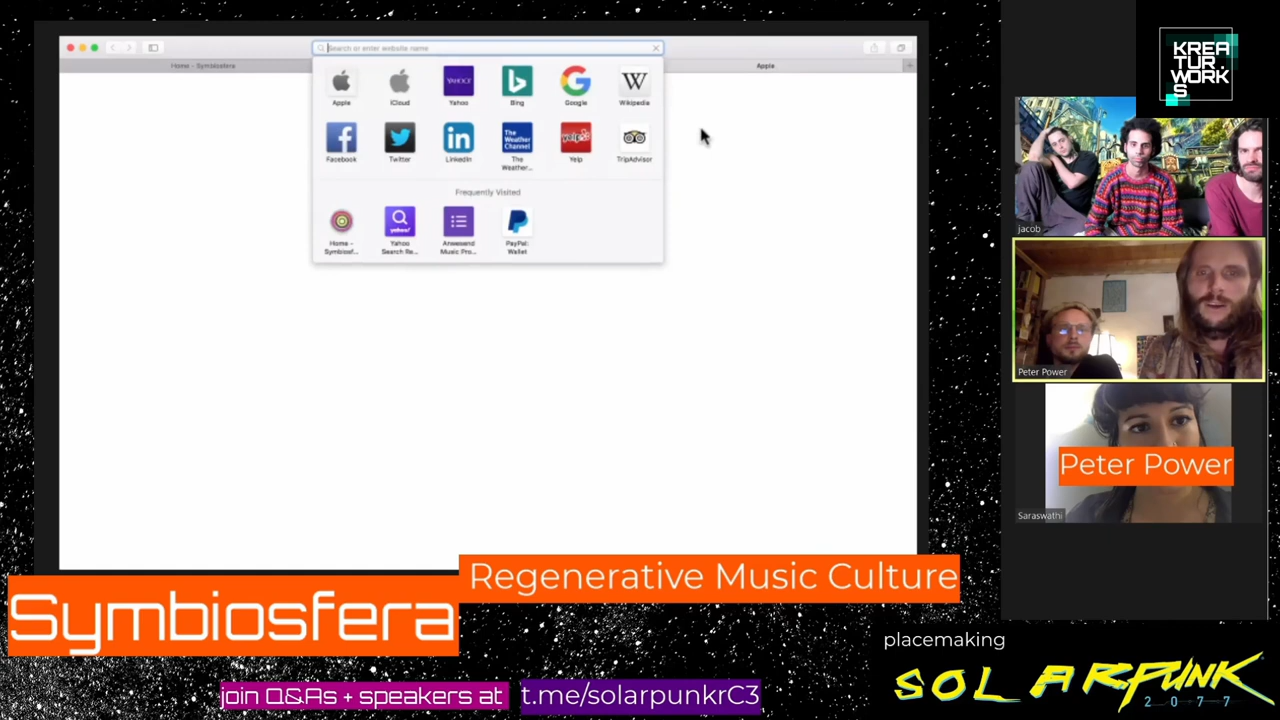 Search or enter website name
Home - Symbiosfera
Apple
Apple
iCloud
Yahoo
Bing
Google
Wikipedia
Facebook
Twitter
LinkedIn
The Weather Channel
The Weather...
Yelp
TripAdvisor
Frequently Visited
Home - Symbiosf...
Yahoo Search Re...
Anwesend Music Pro...
PayPal: Wallet
KREA
TUR.
WORK
S
jacob
Peter Power
Peter Power
Saraswathi
Regenerative Music Culture
Symbiosfera
placemaking
SOLARPUNK
2077
join Q&As + speakers at
t.me/solarpunkrC3